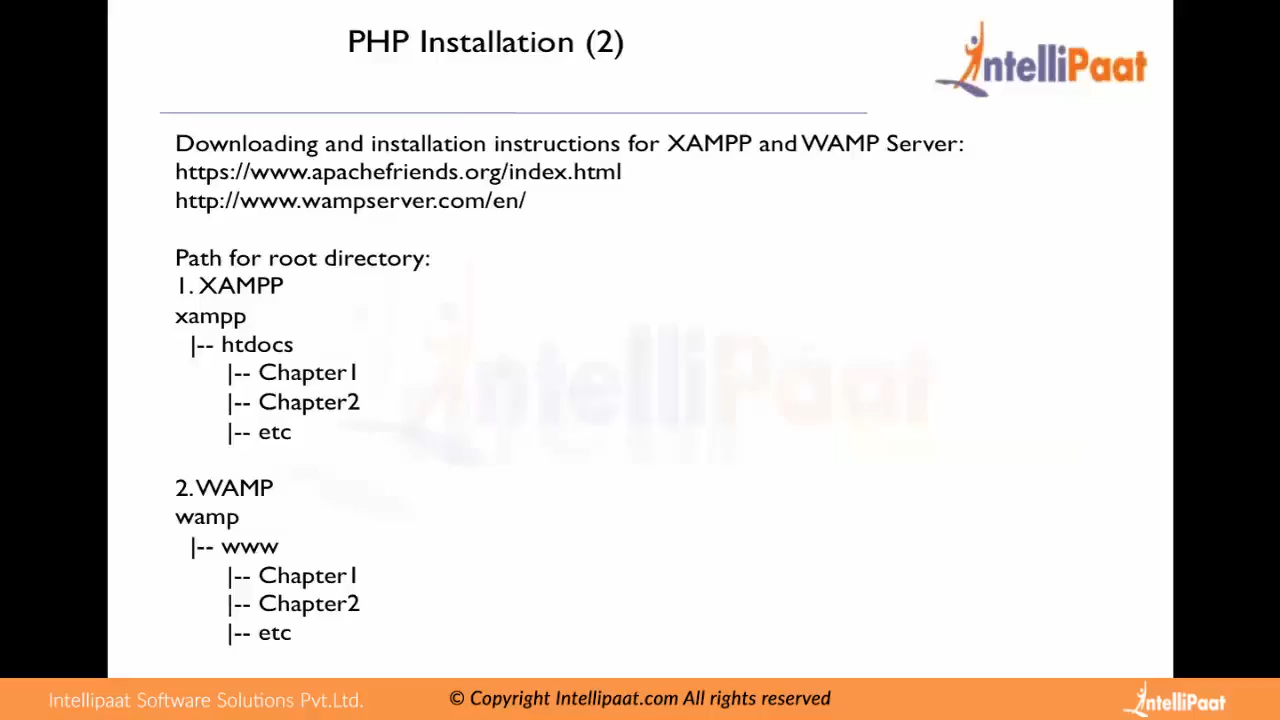 PHP Installation (2)
IntelliPaat
Downloading and installation instructions for XAMPP and WAMP Server:
https://www.apachefriends.org/index.html
http://www.wampserver.com/en/
Path for root directory:
1. XAMPP
xampp
|-- htdocs
|-- Chapter1
|-- Chapter2
|-- etc
IntelliPaat
2. WAMP
wamp
|-- www
|-- Chapter1
|-- Chapter2
|-- etc
Intellipaat Software Solutions Pvt.Ltd.
© Copyright Intellipaat.com All rights reserved
IntelliPaat